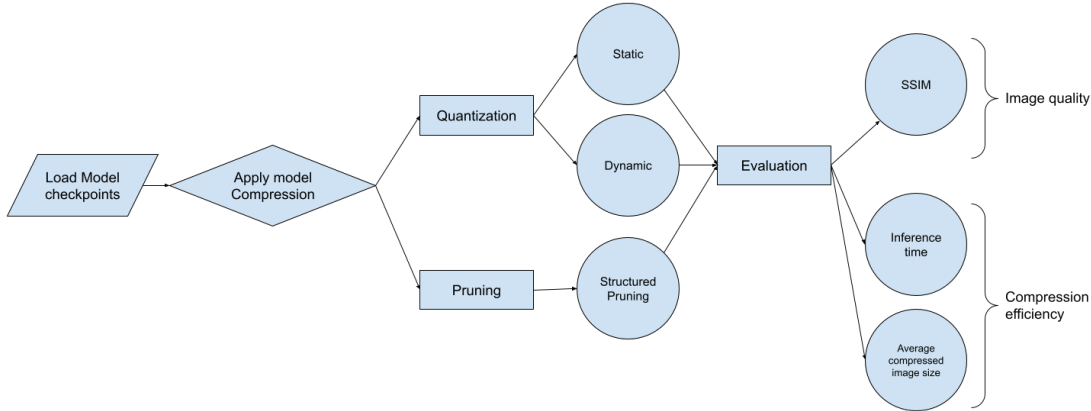 Load Model
checkpoints
Apply model
Compression
Quantization
Pruning
Static
Dynamic
Structured
Pruning
Evaluation
SSIM
Inference
time
Average
compressed
image size
Image quality
Compression
efficiency